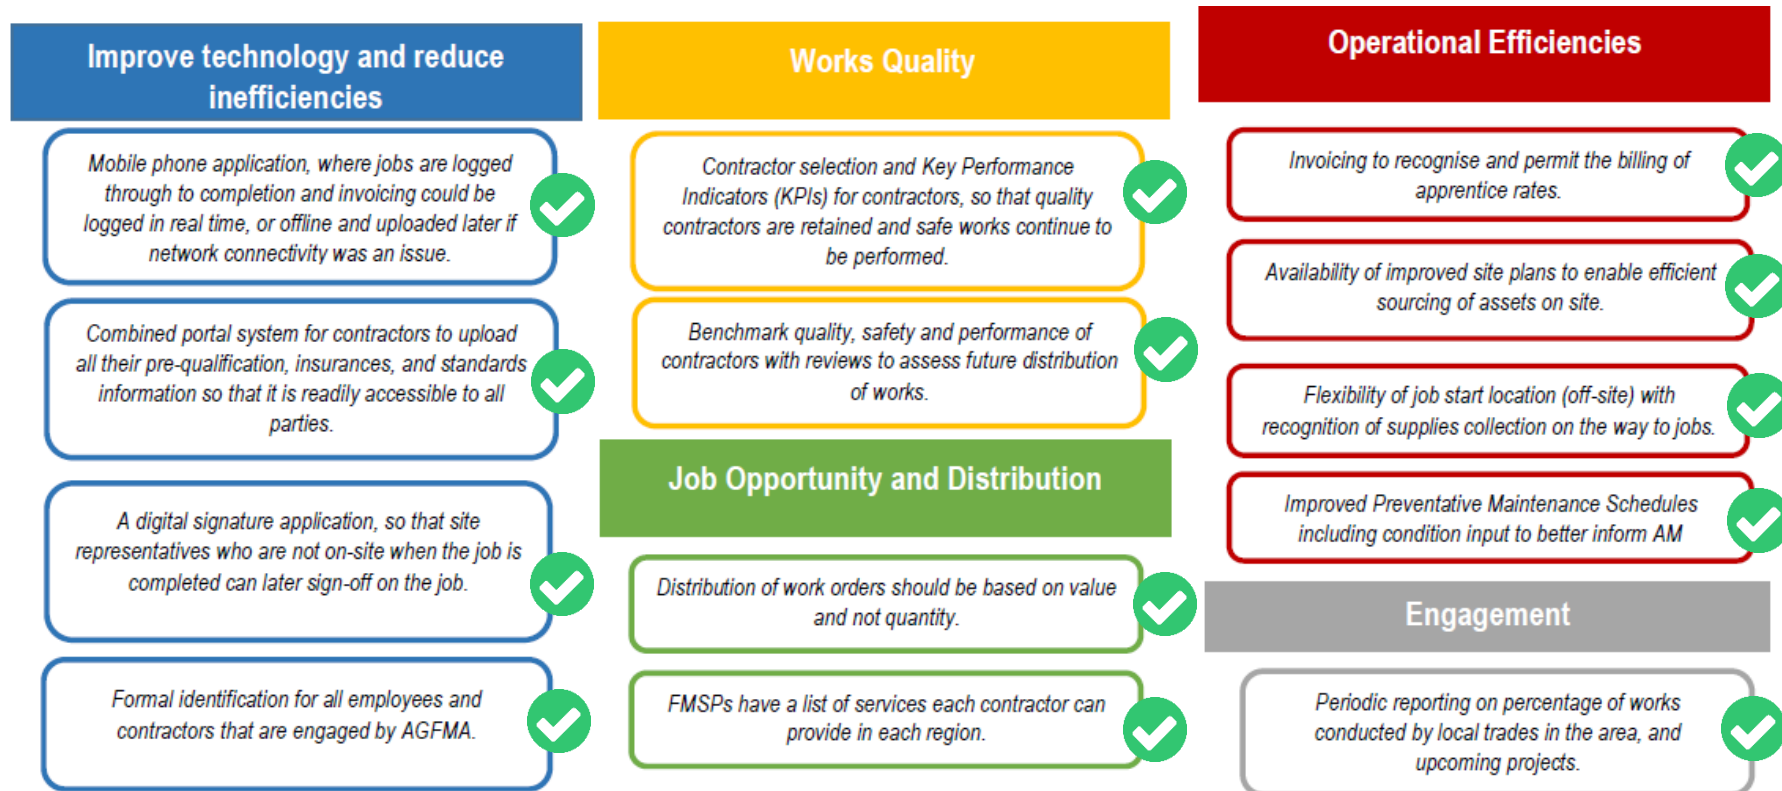 Improve technology and reduce
inefficiencies
Mobile phone application, where jobs are logged
through to completion and invoicing could be
logged in real time, or offline and uploaded later if
network connectivity was an issue.
Combined portal system for contractors to upload
all their pre-qualification, insurances, and standards
information so that it is readily accessible to all
parties.
A digital signature application, so that site
representatives who are not on-site when the job is
completed can later sign-off on the job.
Formal identification for all employees and
contractors that are engaged by AGFMA.
Works Quality
Contractor selection and Key Performance
Indicators (KPIs) for contractors, so that quality
contractors are retained and safe works continue to
be performed.
Benchmark quality, safety and performance of
contractors with reviews to assess future distribution
of works.
Job Opportunity and Distribution
Distribution of work orders should be based on value
and not quantity.
FMSPs have a list of services each contractor can
provide in each region.
Operational Efficiencies
Invoicing to recognise and permit the billing of
apprentice rates.
Availability of improved site plans to enable efficient
sourcing of assets on site.
Flexibility of job start location (off-site) with
recognition of supplies collection on the way to jobs.
Improved Preventative Maintenance Schedules
including condition input to better inform AM
Engagement
Periodic reporting on percentage of works
conducted by local trades in the area, and
upcoming projects.